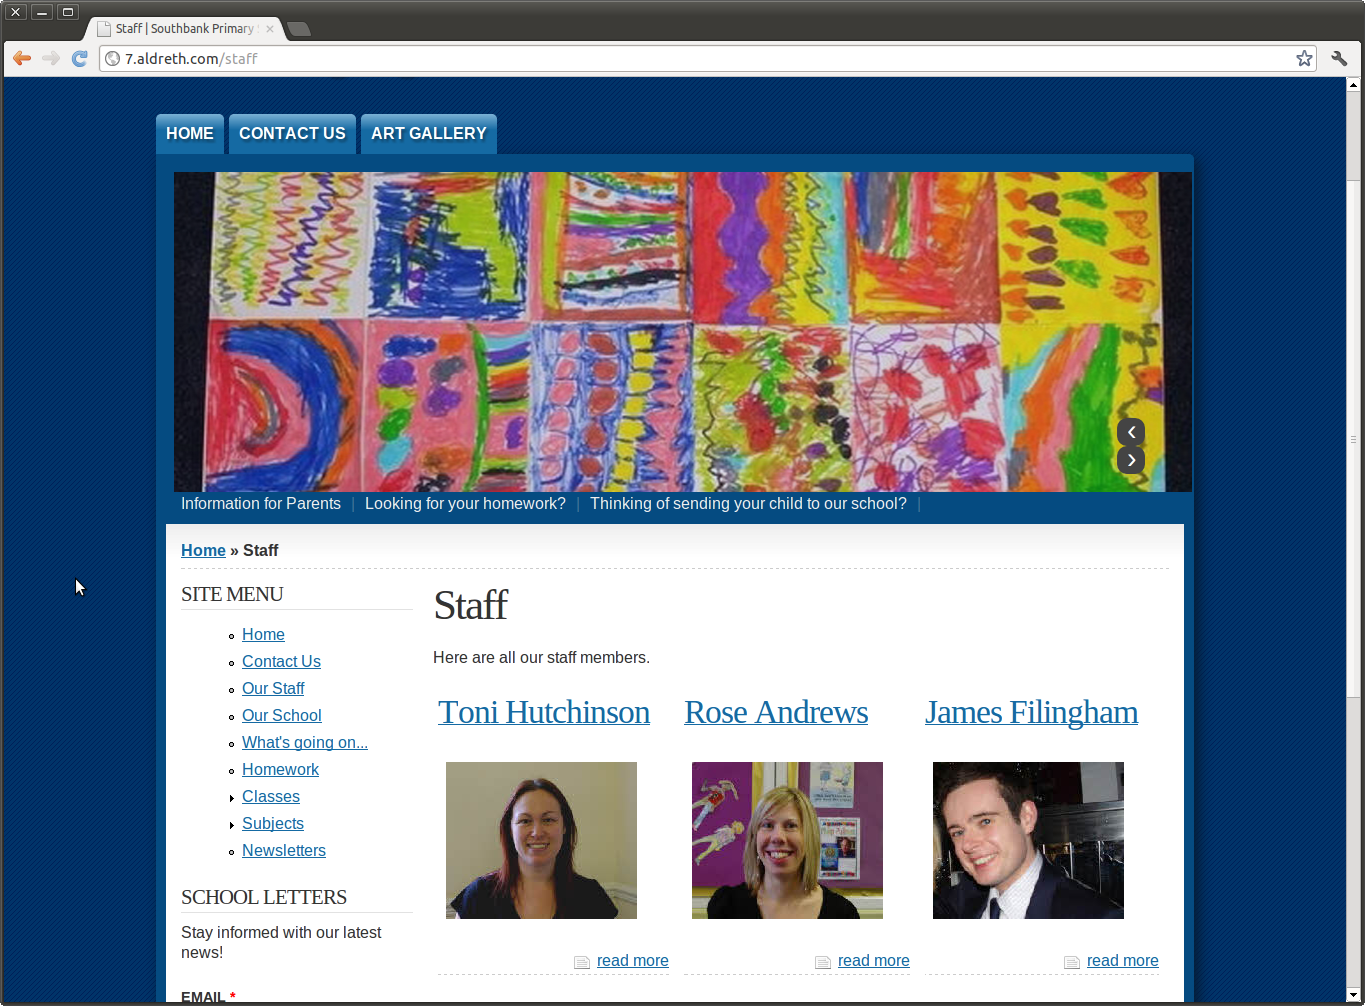 Staff | Southbank Primary
7.aldreth.com/staff
HOME CONTACT US ART GALLERY
Information for Parents | Looking for your homework? | Thinking of sending your child to our school? |
Home » Staff
SITE MENU
Home
Contact Us
Our Staff
Our School
What's going on...
Homework
Classes
Subjects
Newsletters
SCHOOL LETTERS
Stay informed with our latest
news!
EMAIL *
Staff
Here are all our staff members.
Toni Hutchinson Rose Andrews James Filingham
read more read more read more